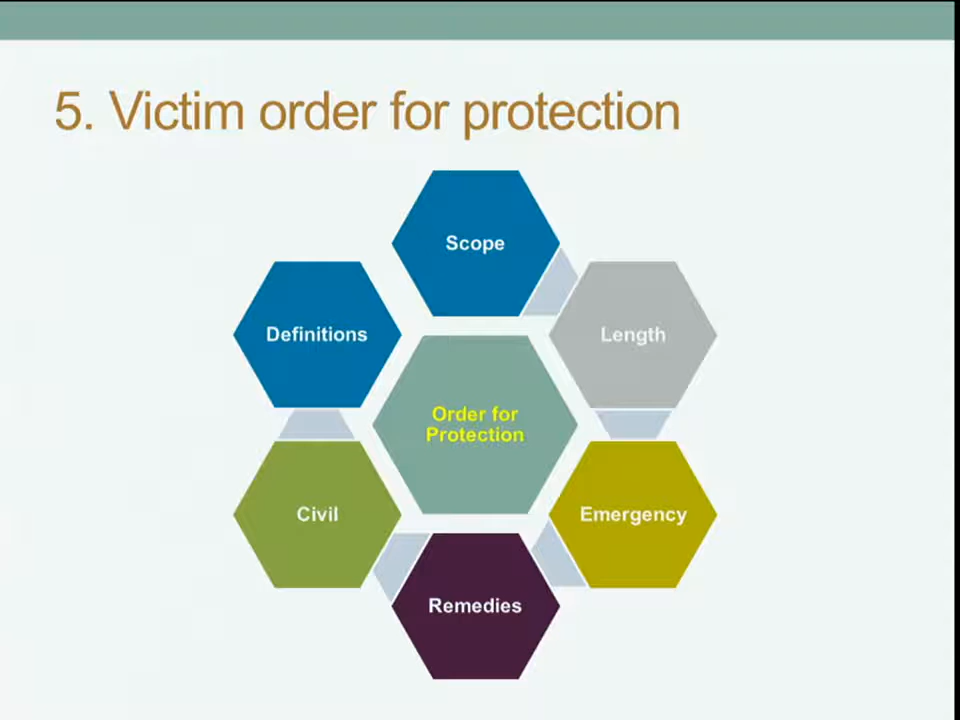 5. Victim order for protection
Scope
Definitions
Length
Order for
Protection
Civil
Emergency
Remedies